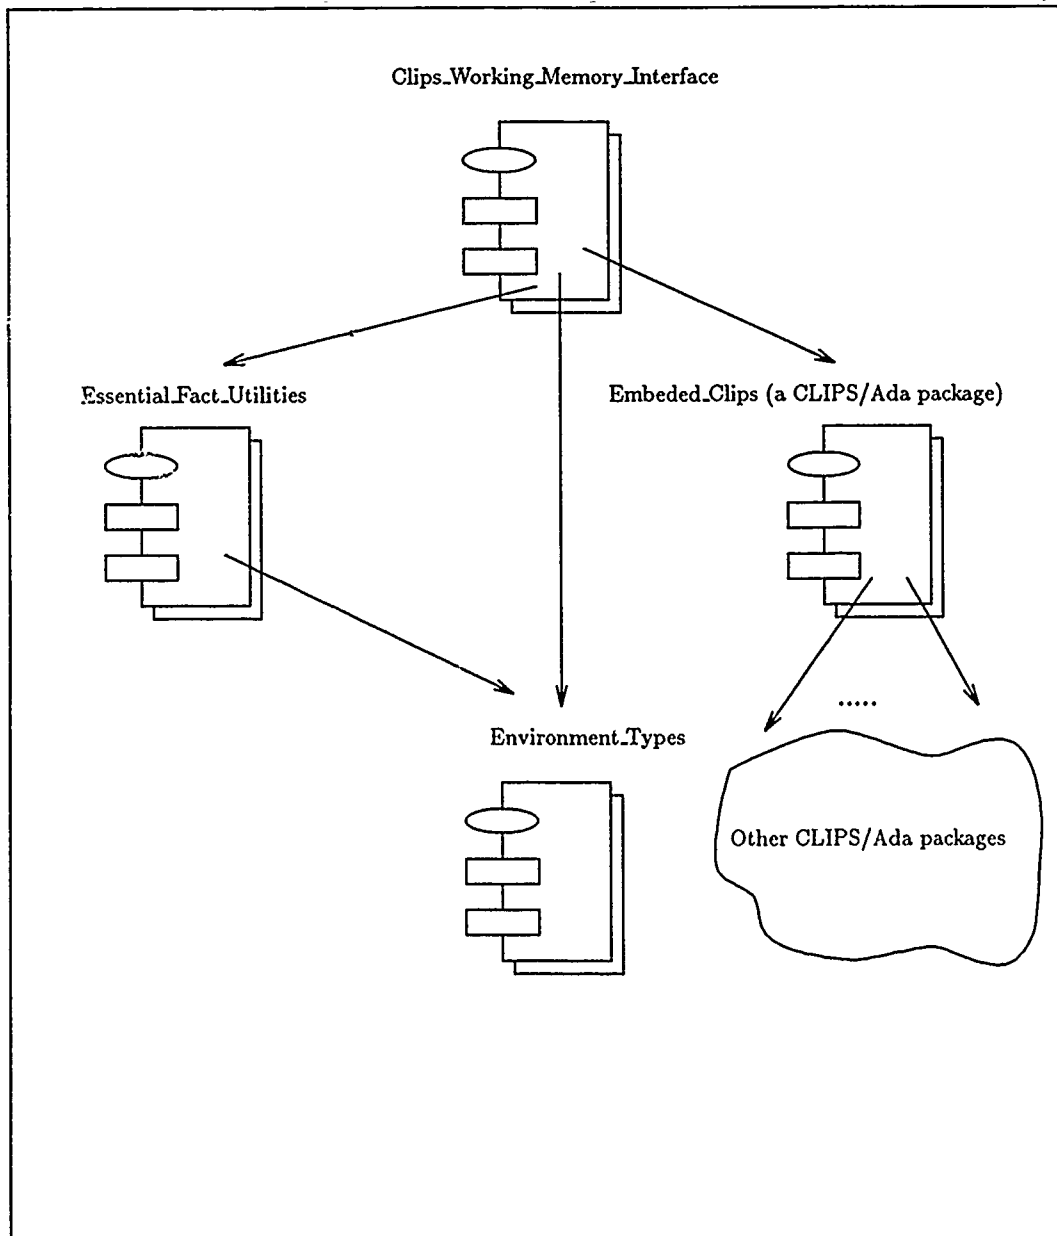 Clips_Working_Memory_Interface
Essential_Fact_Utilities
Embeded_Clips (a CLIPS/Ada package)
.....
Environment_Types
Other CLIPS/Ada packages